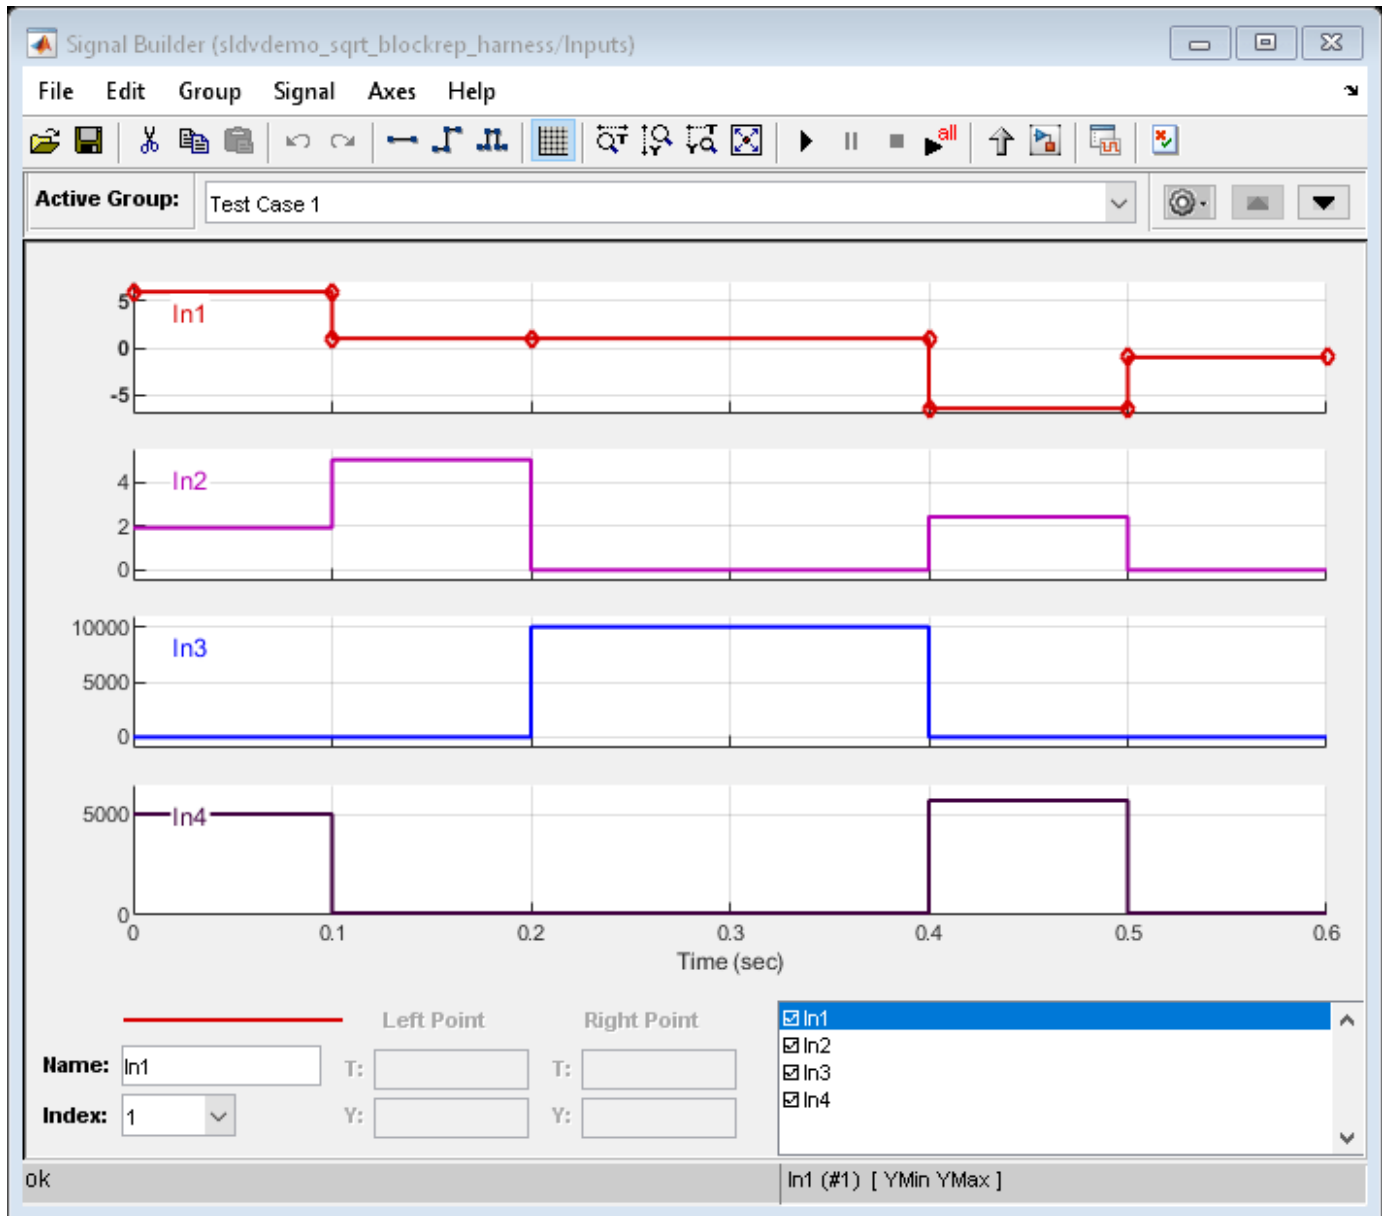 Signal Builder (sldvdemo_sqrt_blockrep_harness/Inputs)
File Edit Group Signal Axes Help
all
Active Group: Test Case 1
5
In1
0
-5
4
In2
2
0
10000
In3
5000
0
5000
In4
0
0 0.1 0.2 0.3 0.4 0.5 0.6
Time (sec)
Left Point Right Point
Name: In1 T: T:
Index: 1 Y: Y:
In1
In2
In3
In4
ok In1 (#1) [ YMin YMax ]